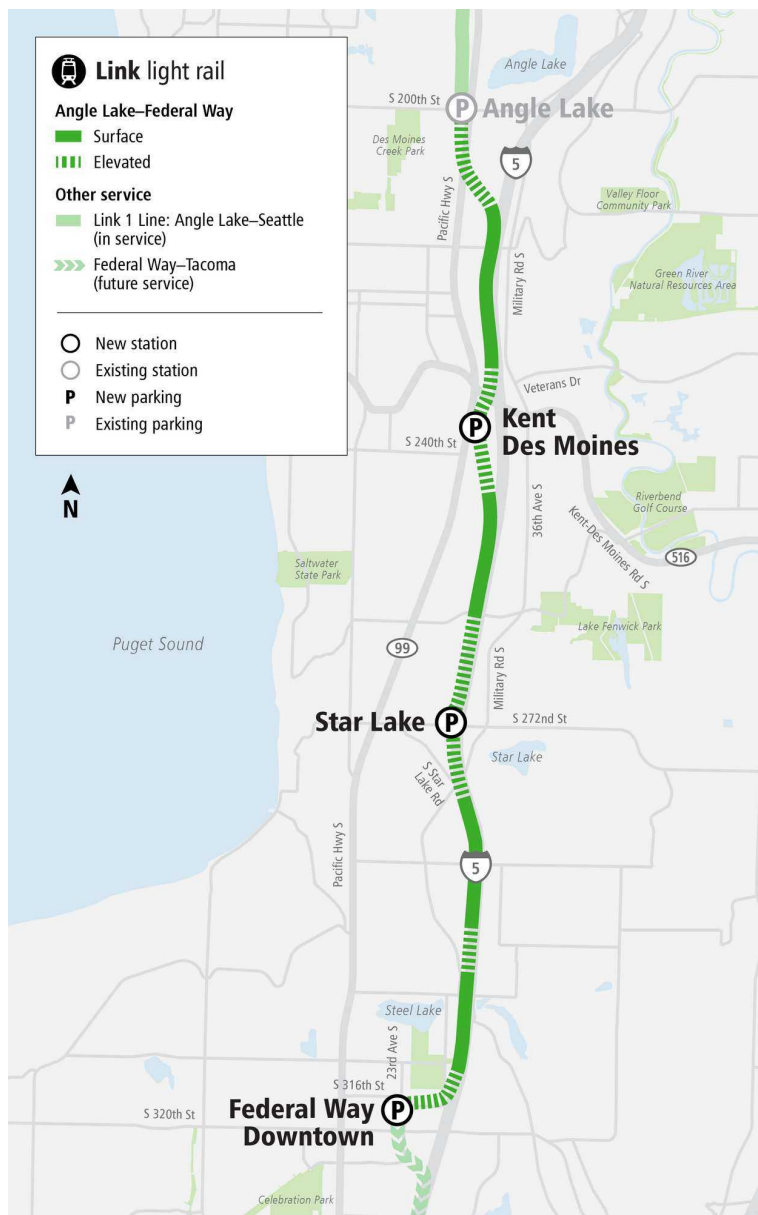 Link light rail
Angle Lake–Federal Way
Surface
Elevated
Other service
Link 1 Line: Angle Lake–Seattle
(in service)
Federal Way–Tacoma
(future service)
New station
Existing station
P New parking
P Existing parking
N
Angle Lake
S 200th St
P Angle Lake
Des Moines
Creek Park
5
Pacific Hwy S
Valley Floor
Community Park
Military Rd S
Green River
Natural Resources Area
Veterans Dr
P Kent
Des Moines
S 240th St
36th Ave S
Riverbend
Golf Course
Kent-Des Moines Rd S
516
Saltwater
State Park
Puget Sound
Lake Fenwick Park
99
Military Rd S
Star Lake P
S 272nd St
Star Lake
S Star
Lake Rd
Pacific Hwy S
5
Steel Lake
23rd Ave S
S 316th St
Federal Way
Downtown
P
S 320th St
Celebration Park